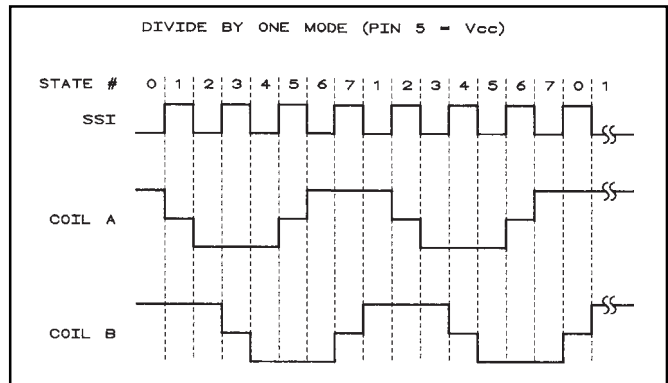 DIVIDE BY ONE MODE (PIN 5 = Vcc)
STATE # 0 1 2 3 4 5 6 7 1 2 3 4 5 6 7 0 1
SSI
COIL A
COIL B